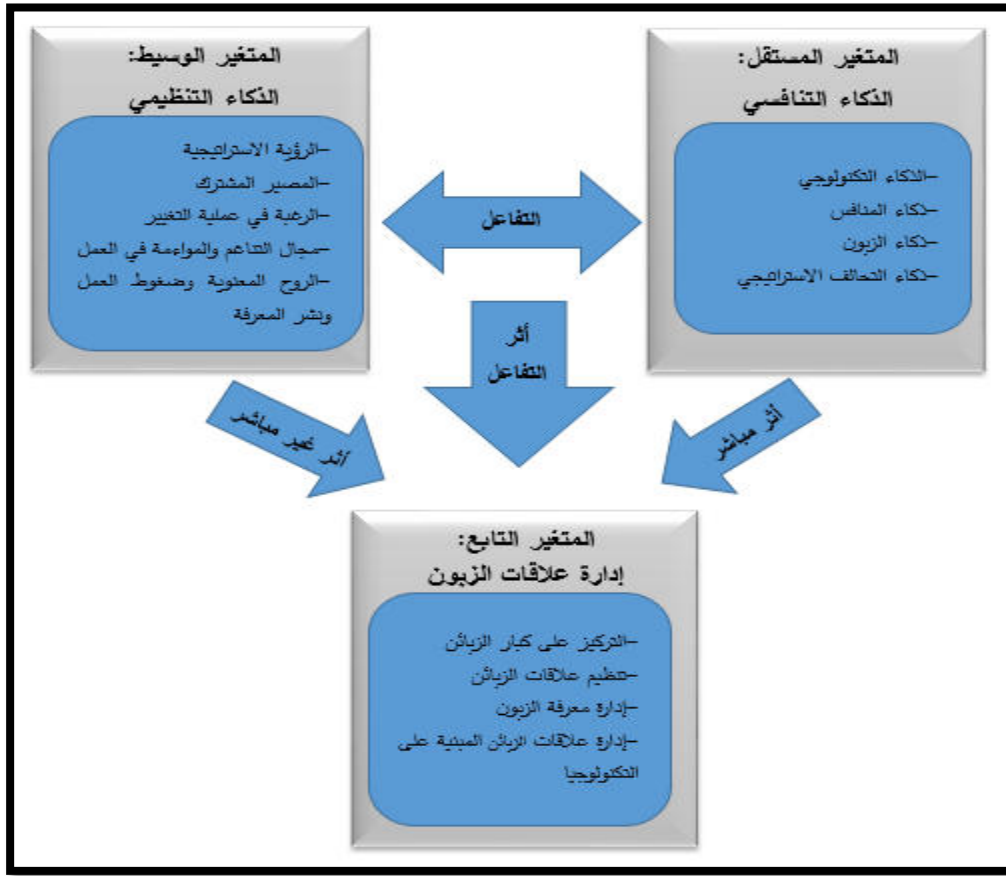 المتغير المستقل:
الذكاء التنافسي
-الذكاء التكنولوجي
-ذكاء المنافس
-ذكاء الزبون
-ذكاء التحالف الاستراتيجي
المتغير الوسيط:
الذكاء التنظيمي
-الرؤية الاستراتيجية
-المصير المشترك
-الرغبة في عملية التغيير
-مجال التناغم والمواءمة في العمل
-الروح المعنوية وضغوط العمل
ونشر المعرفة
التفاعل
أثر
التفاعل
أثر مباشر
أثر غير مباشر
المتغير التابع:
إدارة علاقات الزبون
-التركيز على كبار الزبائن
-تنظيم علاقات الزبائن
-إدارة معرفة الزبون
-إدارة علاقات الزبائن المبنية على
التكنولوجيا